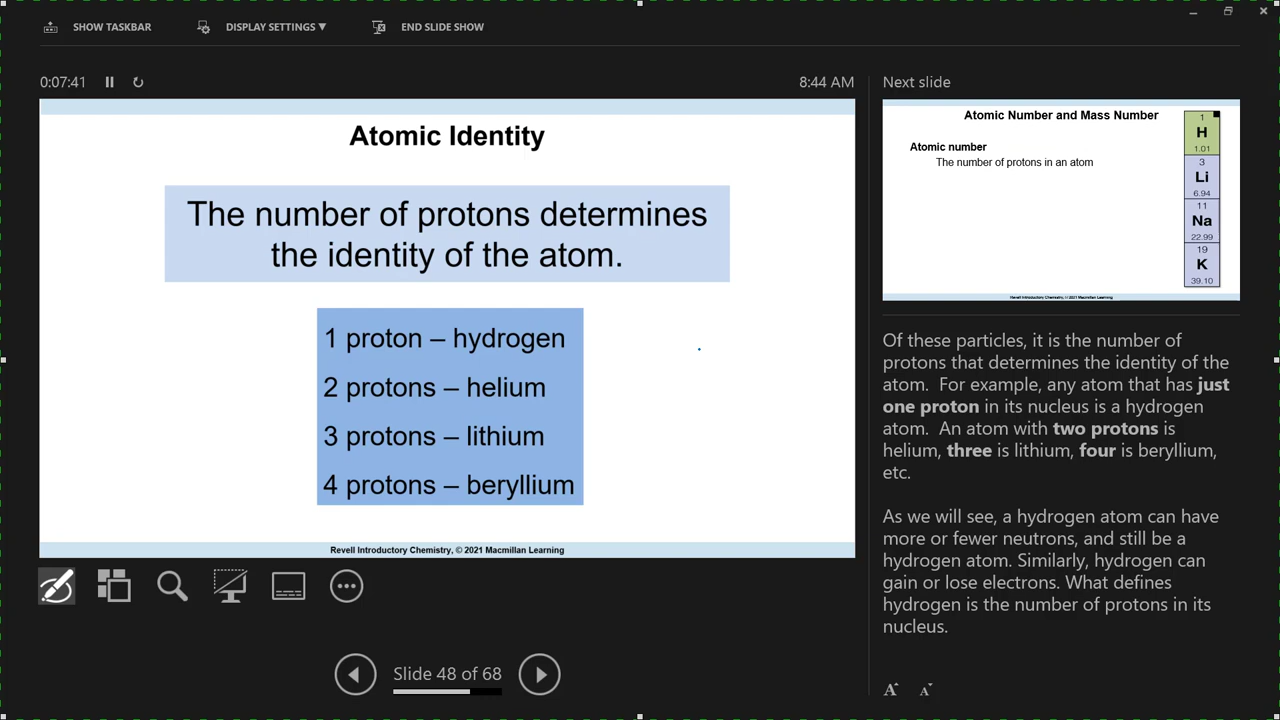 SHOW TASKBAR DISPLAY SETTINGS ▼ END SLIDE SHOW
0:07:41 8:44 AM
Atomic Identity
The number of protons determines
the identity of the atom.
1 proton – hydrogen
2 protons – helium
3 protons – lithium
4 protons – beryllium
Revell Introductory Chemistry, © 2021 Macmillan Learning
Slide 48 of 68
Next slide
Atomic Number and Mass Number
Atomic number
The number of protons in an atom
1
H
1.01
3
Li
6.94
11
Na
22.99
19
K
39.10
Revell Introductory Chemistry, © 2021 Macmillan Learning
Of these particles, it is the number of
protons that determines the identity of the
atom. For example, any atom that has just
one proton in its nucleus is a hydrogen
atom. An atom with two protons is
helium, three is lithium, four is beryllium,
etc.
As we will see, a hydrogen atom can have
more or fewer neutrons, and still be a
hydrogen atom. Similarly, hydrogen can
gain or lose electrons. What defines
hydrogen is the number of protons in its
nucleus.
A A